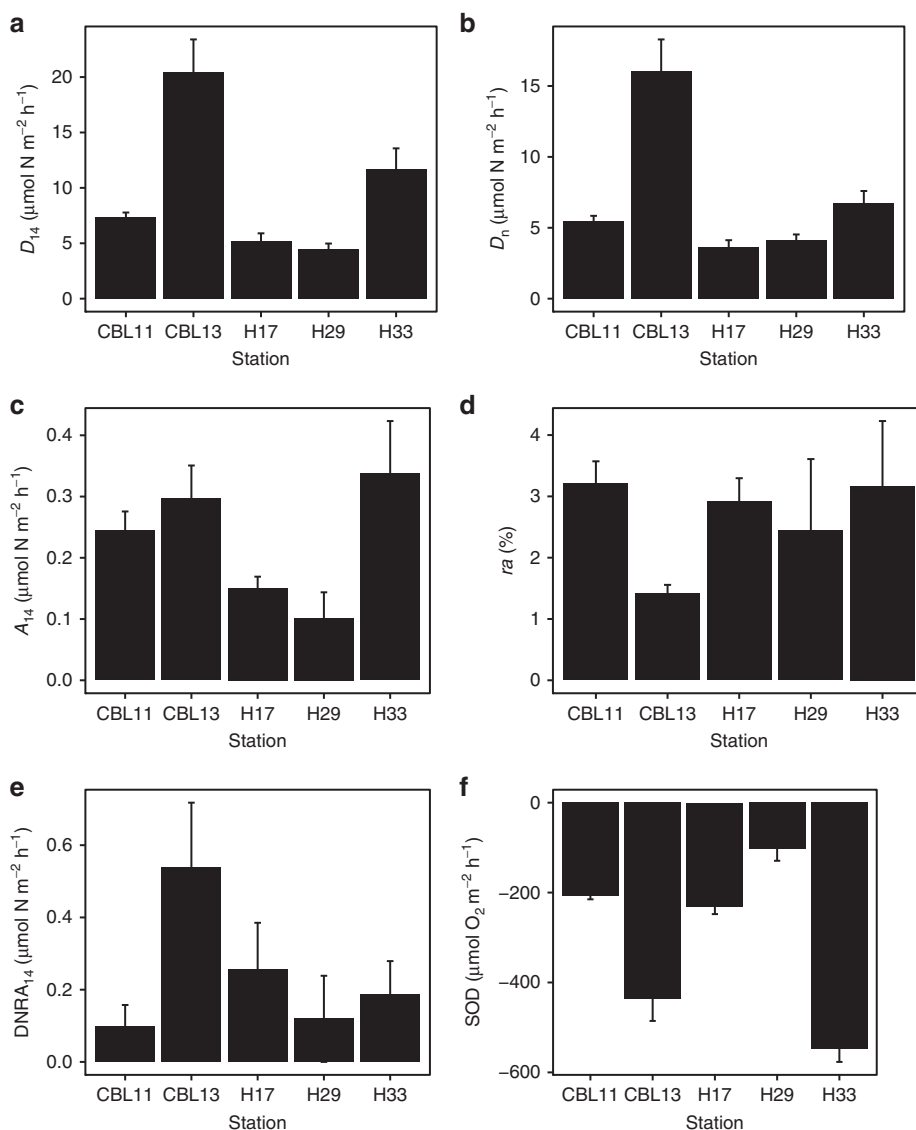 a
D₁₄ (μmol N m⁻² h⁻¹)
20
15
10
5
0
CBL11 CBL13 H17 H29 H33
Station
b
Dₙ (μmol N m⁻² h⁻¹)
15
10
5
0
CBL11 CBL13 H17 H29 H33
Station
c
A₁₄ (μmol N m⁻² h⁻¹)
0.4
0.3
0.2
0.1
0.0
CBL11 CBL13 H17 H29 H33
Station
d
ra (%)
4
3
2
1
0
CBL11 CBL13 H17 H29 H33
Station
e
DNRA₁₄ (μmol N m⁻² h⁻¹)
0.6
0.4
0.2
0.0
CBL11 CBL13 H17 H29 H33
Station
f
SOD (μmol O₂ m⁻² h⁻¹)
0
−200
−400
−600
CBL11 CBL13 H17 H29 H33
Station